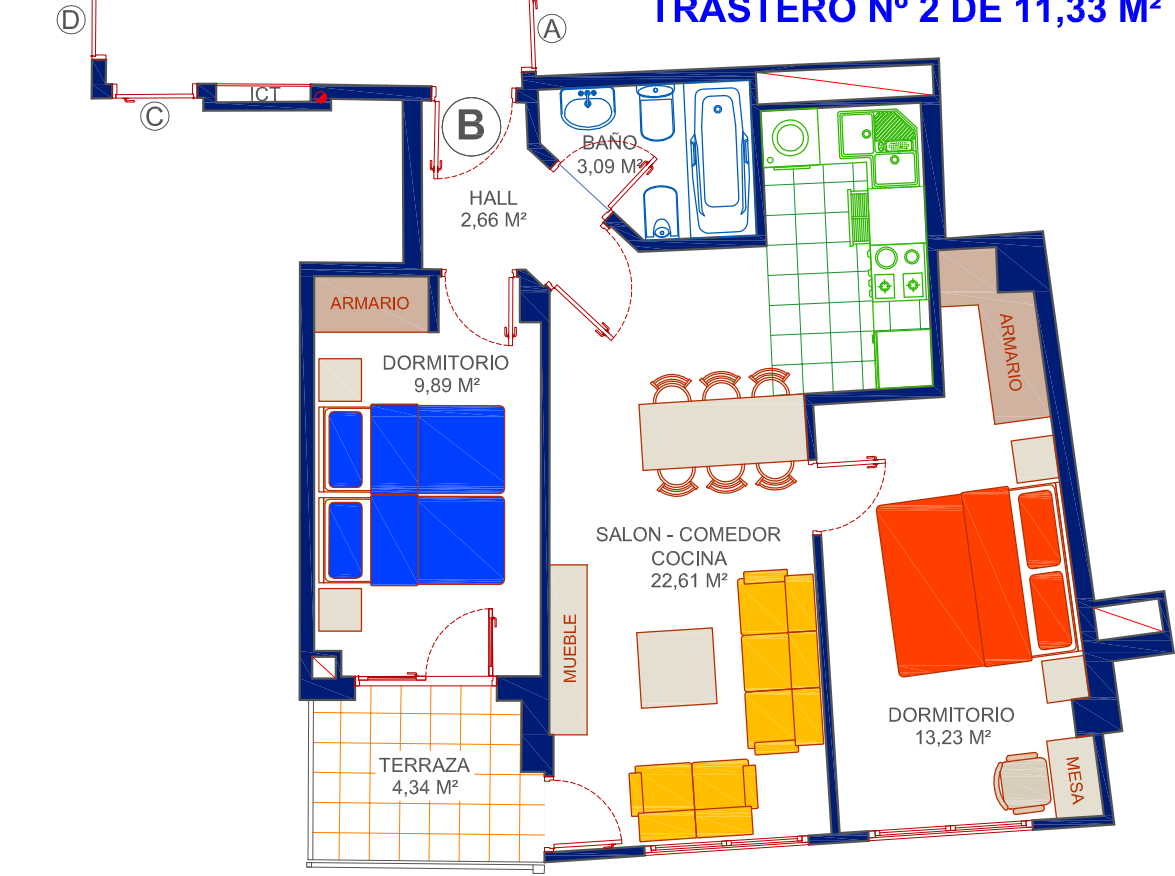 TRASTERO Nº 2 DE 11,33 M²
D
A
ICT
C
B
BAÑO
3,09 M²
HALL
2,66 M²
ARMARIO
ARMARIO
DORMITORIO
9,89 M²
SALON - COMEDOR
COCINA
22,61 M²
MUEBLE
DORMITORIO
13,23 M²
TERRAZA
4,34 M²
MESA